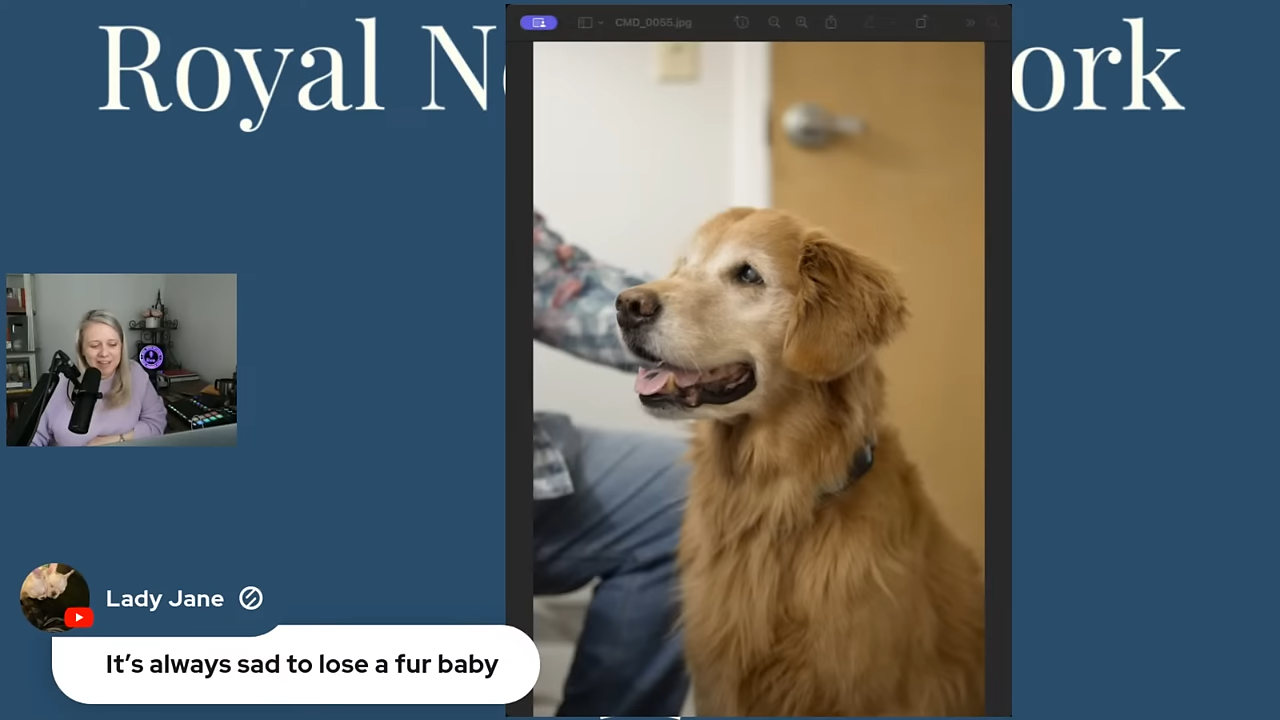 Royal N
ork
CMD_0055.jpg
Lady Jane
It's always sad to lose a fur baby